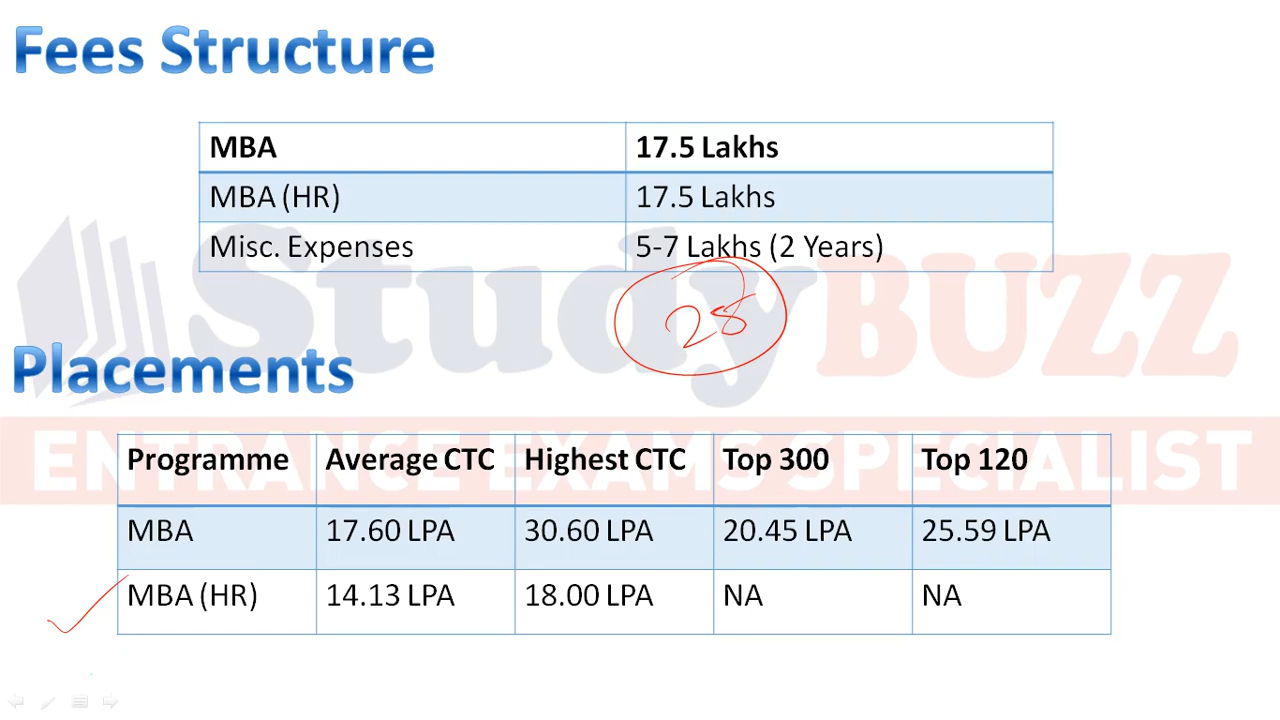 Fees Structure
MBA 17.5 Lakhs
MBA (HR) 17.5 Lakhs
Misc. Expenses 5-7 Lakhs (2 Years)
28
StudyBUZZ
Placements
ENTRANCE EXAMS SPECIALIST
Programme Average CTC Highest CTC Top 300 Top 120
MBA 17.60 LPA 30.60 LPA 20.45 LPA 25.59 LPA
MBA (HR) 14.13 LPA 18.00 LPA NA NA